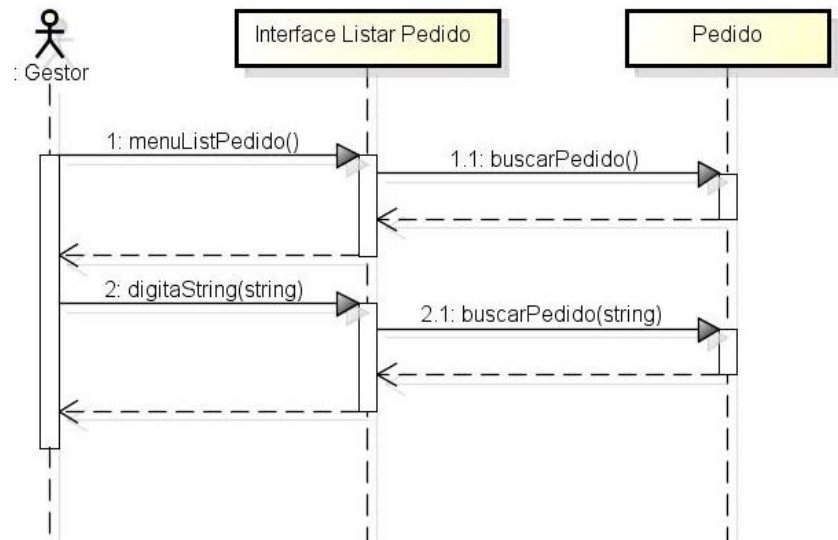 Interface Listar Pedido
Pedido
: Gestor
1: menuListPedido()
1.1: buscarPedido()
2: digitaString(string)
2.1: buscarPedido(string)